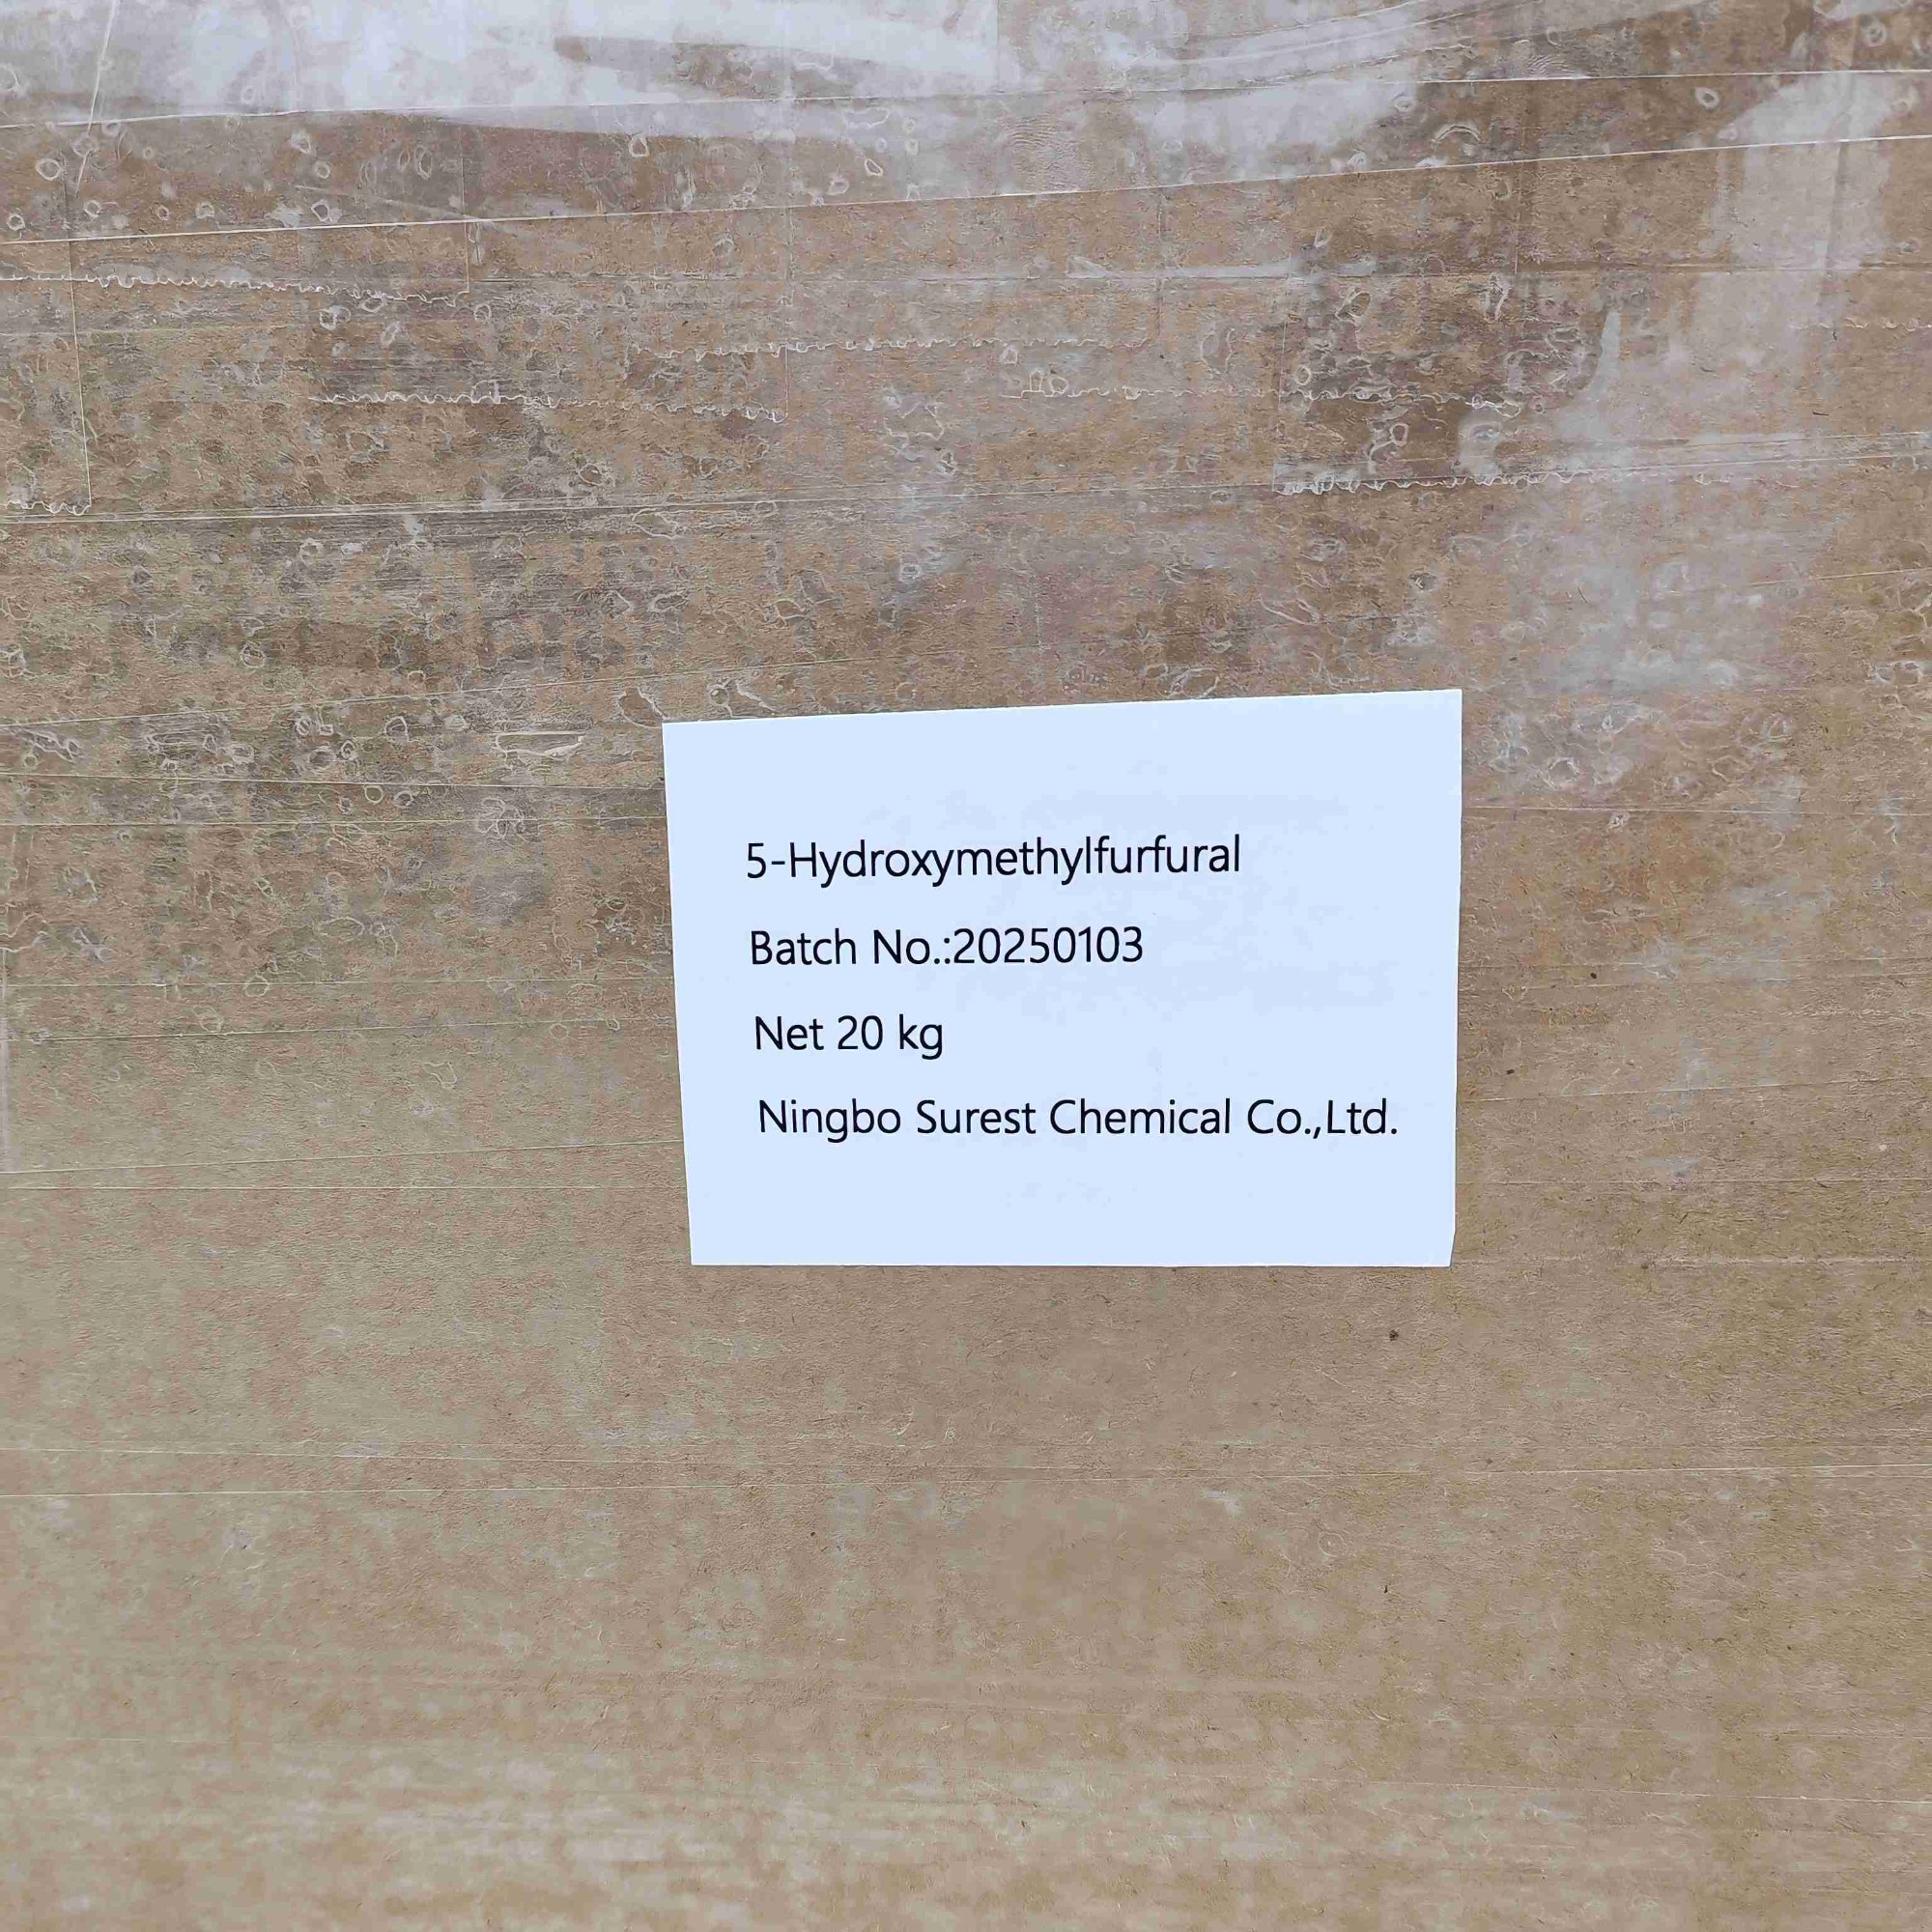 5-Hydroxymethylfurfural
Batch No.:20250103
Net 20 kg
Ningbo Surest Chemical Co.,Ltd.